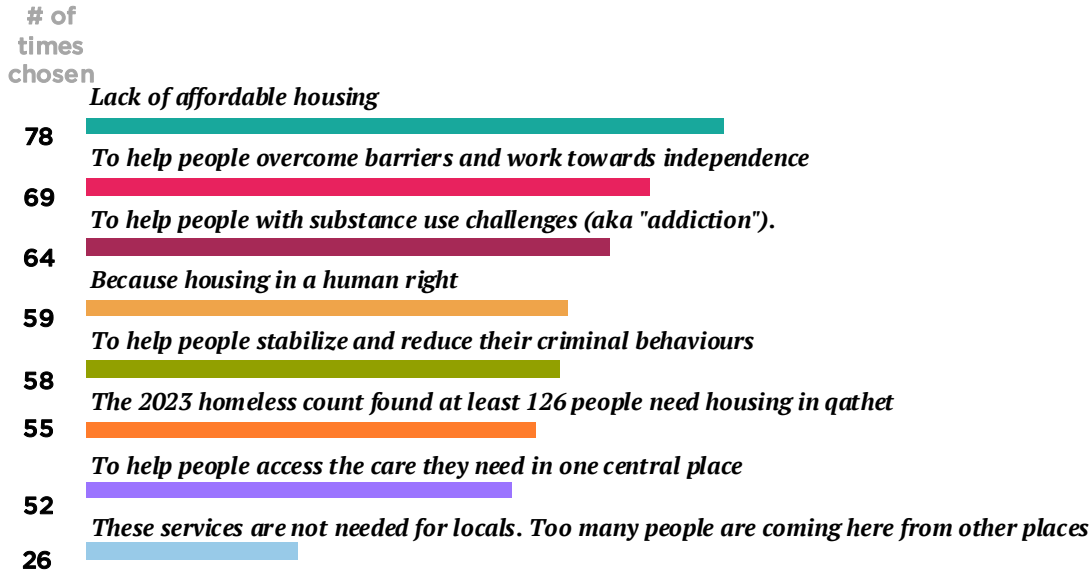 # of
times
chosen
Lack of affordable housing
78
To help people overcome barriers and work towards independence
69
To help people with substance use challenges (aka "addiction").
64
Because housing in a human right
59
To help people stabilize and reduce their criminal behaviours
58
The 2023 homeless count found at least 126 people need housing in qathet
55
To help people access the care they need in one central place
52
These services are not needed for locals. Too many people are coming here from other places
26